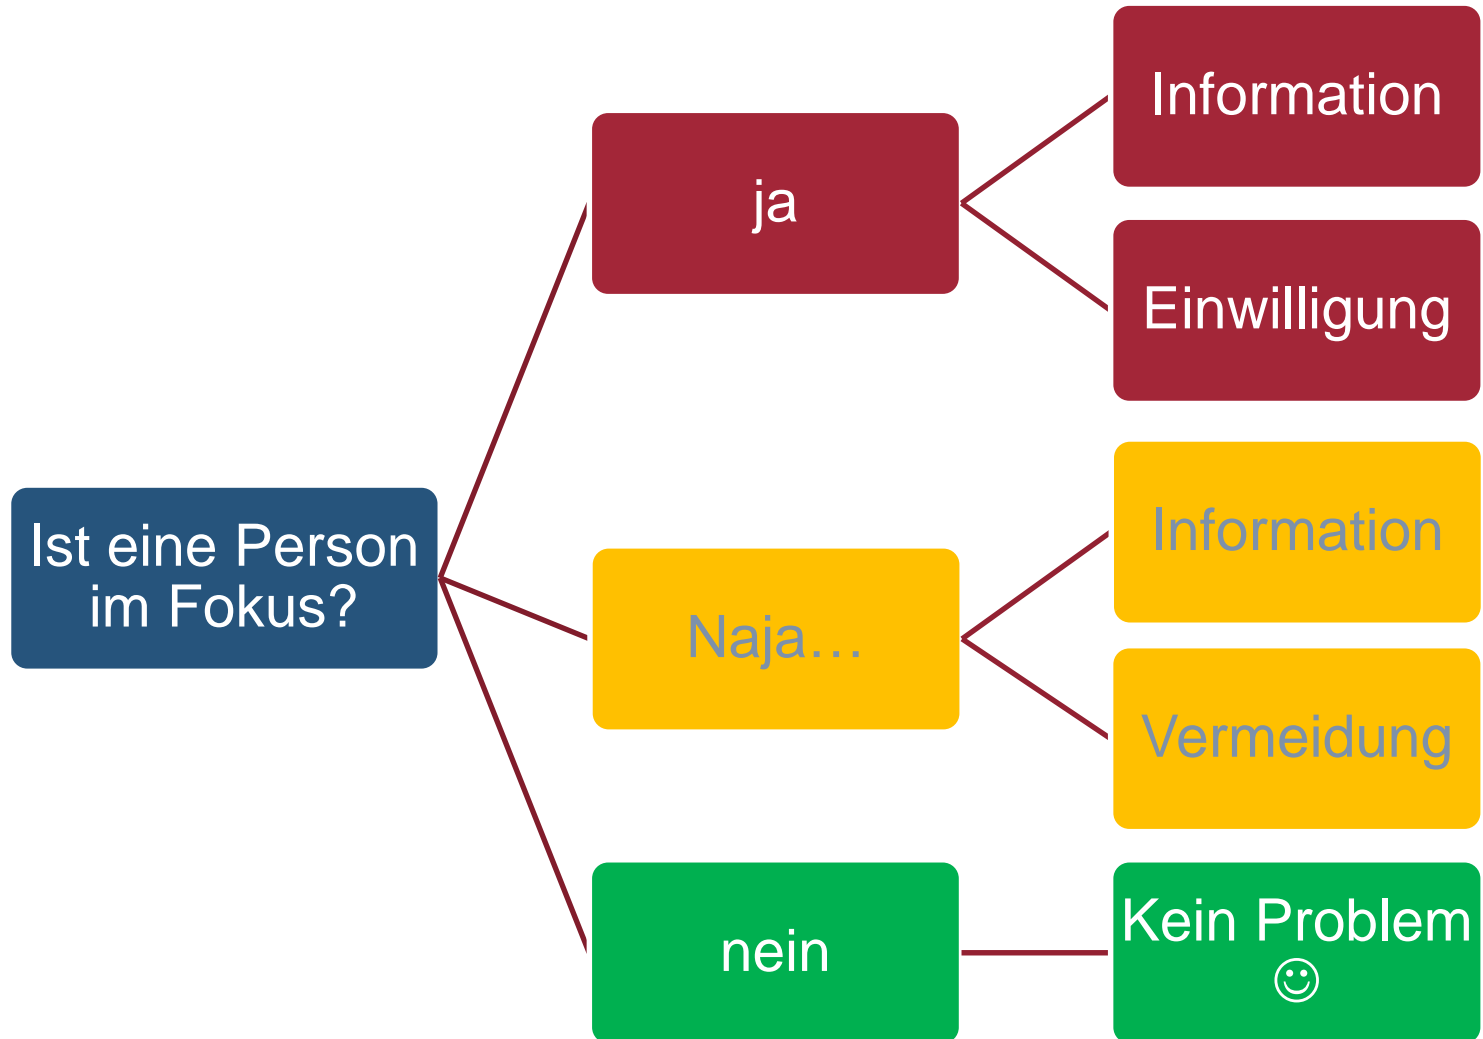 Information
ja
Einwilligung
Ist eine Person
im Fokus?
Information
Naja…
Vermeidung
nein
Kein Problem
☺